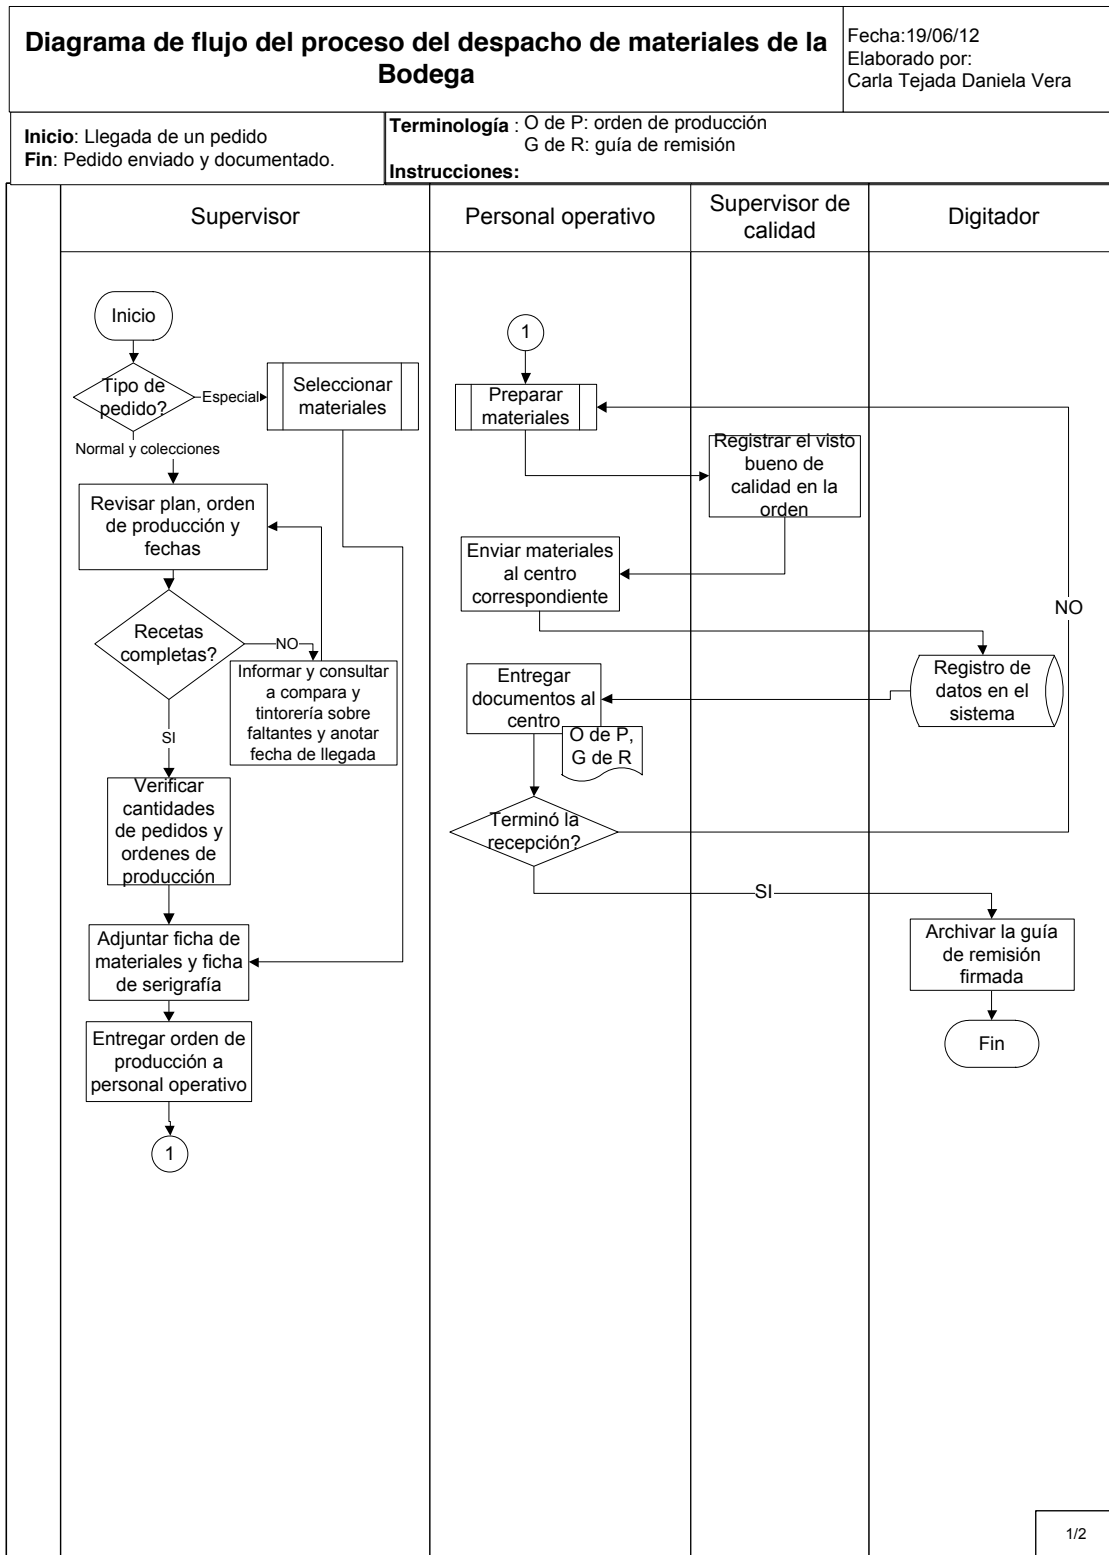 Diagrama de flujo del proceso del despacho de materiales de la
Bodega
Fecha:19/06/12
Elaborado por:
Carla Tejada Daniela Vera
Inicio: Llegada de un pedido
Fin: Pedido enviado y documentado.
Terminología : O de P: orden de producción
G de R: guía de remisión
Instrucciones:
Supervisor
Personal operativo
Supervisor de
calidad
Digitador
Inicio
Tipo de
pedido?
Especial
Seleccionar
materiales
Normal y colecciones
Revisar plan, orden
de producción y
fechas
Recetas
completas?
NO
Informar y consultar
a compara y
tintorería sobre
faltantes y anotar
fecha de llegada
SI
Verificar
cantidades
de pedidos y
ordenes de
producción
Adjuntar ficha de
materiales y ficha
de serigrafía
Entregar orden de
producción a
personal operativo
1
1
Preparar
materiales
Registrar el visto
bueno de
calidad en la
orden
Enviar materiales
al centro
correspondiente
NO
Registro de
datos en el
sistema
Entregar
documentos al
centro
O de P,
G de R
Terminó la
recepción?
SI
Archivar la guía
de remisión
firmada
Fin
1/2